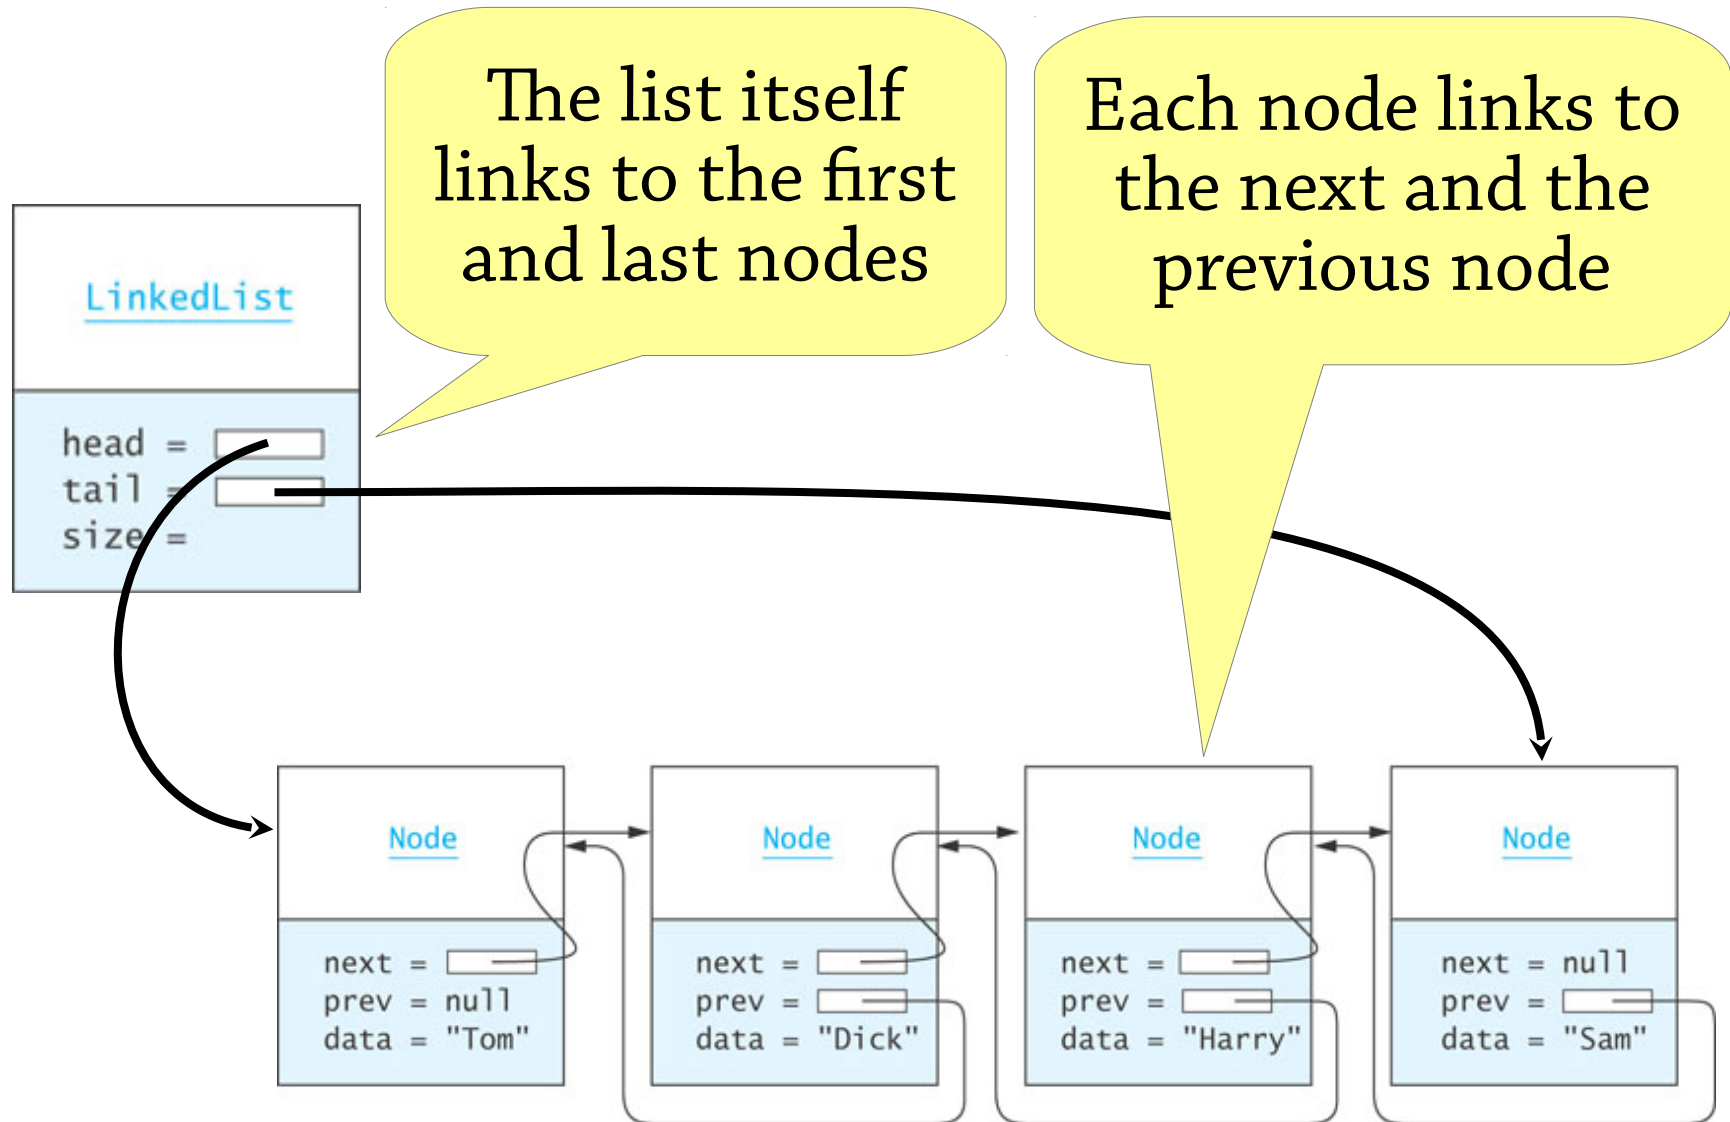 The list itself
links to the first
and last nodes
Each node links to
the next and the
previous node
LinkedList
head =
tail =
size =
Node
next =
prev = null
data = "Tom"
Node
next =
prev =
data = "Dick"
Node
next =
prev =
data = "Harry"
Node
next = null
prev =
data = "Sam"